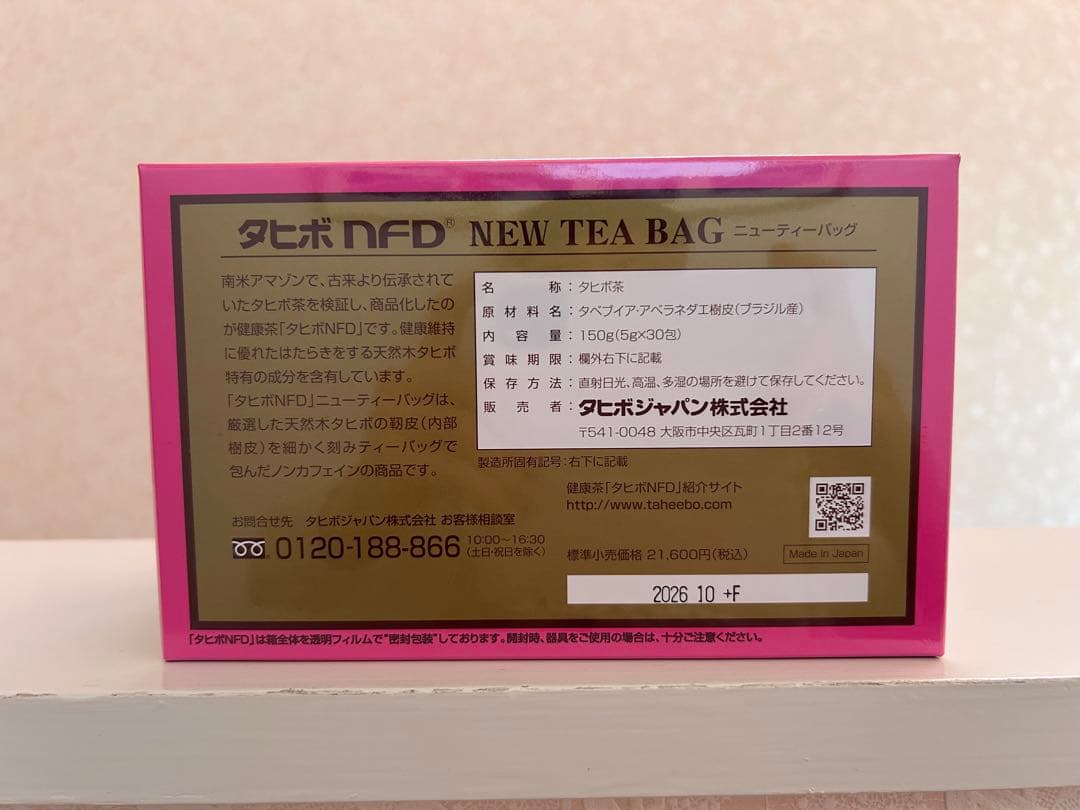 タヒボ NFD® NEW TEA BAG ニューティーバッグ
南米アマゾンで、古来より伝承されて
いたタヒボ茶を検証し、商品化したの
が健康茶「タヒボNFD」です。健康維持
に優れたはたらきをする天然木タヒボ
特有の成分を含有しています。
「タヒボNFD」ニューティーバッグは、
厳選した天然木タヒボの靭皮(内部
樹皮)を細かく刻みティーバッグで
包んだノンカフェインの商品です。
名称:タヒボ茶
原材料名:タベブイア・アベラネダエ樹皮(ブラジル産)
内容量:150g(5g×30包)
賞味期限:欄外右下に記載
保存方法:直射日光、高温、多湿の場所を避けて保存してください。
販売者:タヒボジャパン株式会社
〒541-0048 大阪市中央区瓦町1丁目2番12号
製造所固有記号:右下に記載
健康茶「タヒボNFD」紹介サイト
http://www.taheebo.com
お問合せ先 タヒボジャパン株式会社 お客様相談室
0120-188-866 10:00~16:30
(土日・祝日を除く)
標準小売価格 21,600円(税込)
Made in Japan
2026 10 +F
「タヒボNFD」は箱全体を透明フィルムで"密封包装"しております。開封時、器具をご使用の場合は、十分ご注意ください。